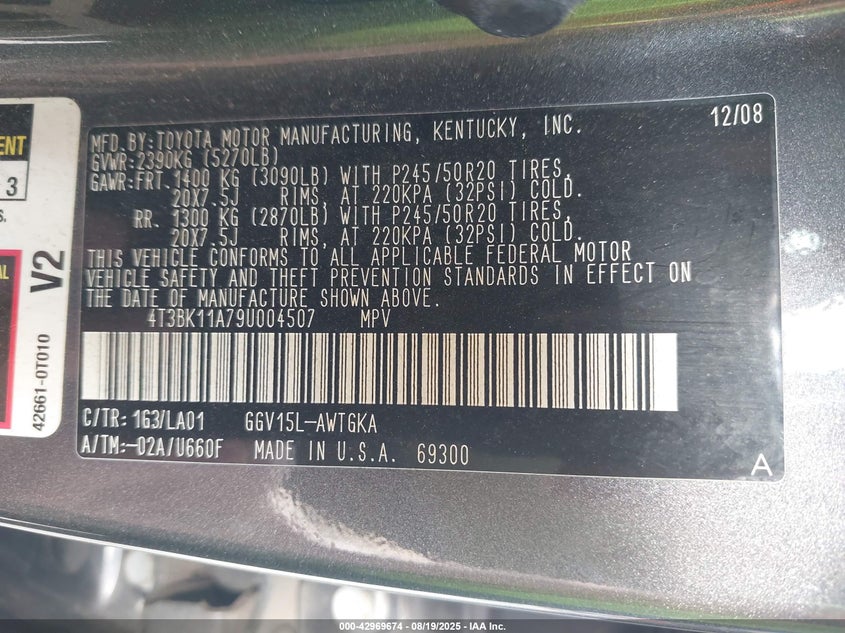 12/08
MFD.BY:TOYOTA MOTOR MANUFACTURING, KENTUCKY, INC.
GVWR:2390KG (5270LB)
GAWR:FRT. 1400 KG (3090LB) WITH P245/50R20 TIRES,
20X7.5J RIMS, AT 220KPA (32PSI) COLD.
RR. 1300 KG (2870LB) WITH P245/50R20 TIRES,
20X7.5J RIMS, AT 220KPA (32PSI) COLD.
THIS VEHICLE CONFORMS TO ALL APPLICABLE FEDERAL MOTOR
VEHICLE SAFETY AND THEFT PREVENTION STANDARDS IN EFFECT ON
THE DATE OF MANUFACTURE SHOWN ABOVE.
4T3BK11A79U004507 MPV
C/TR: 1G3/LA01 GGV15L-AWTGKA
A/TM:-02A/U660F MADE IN U.S.A. 69300
A
3
V2
42661-0T010
000-42969674 - 08/19/2025 - IAA Inc.